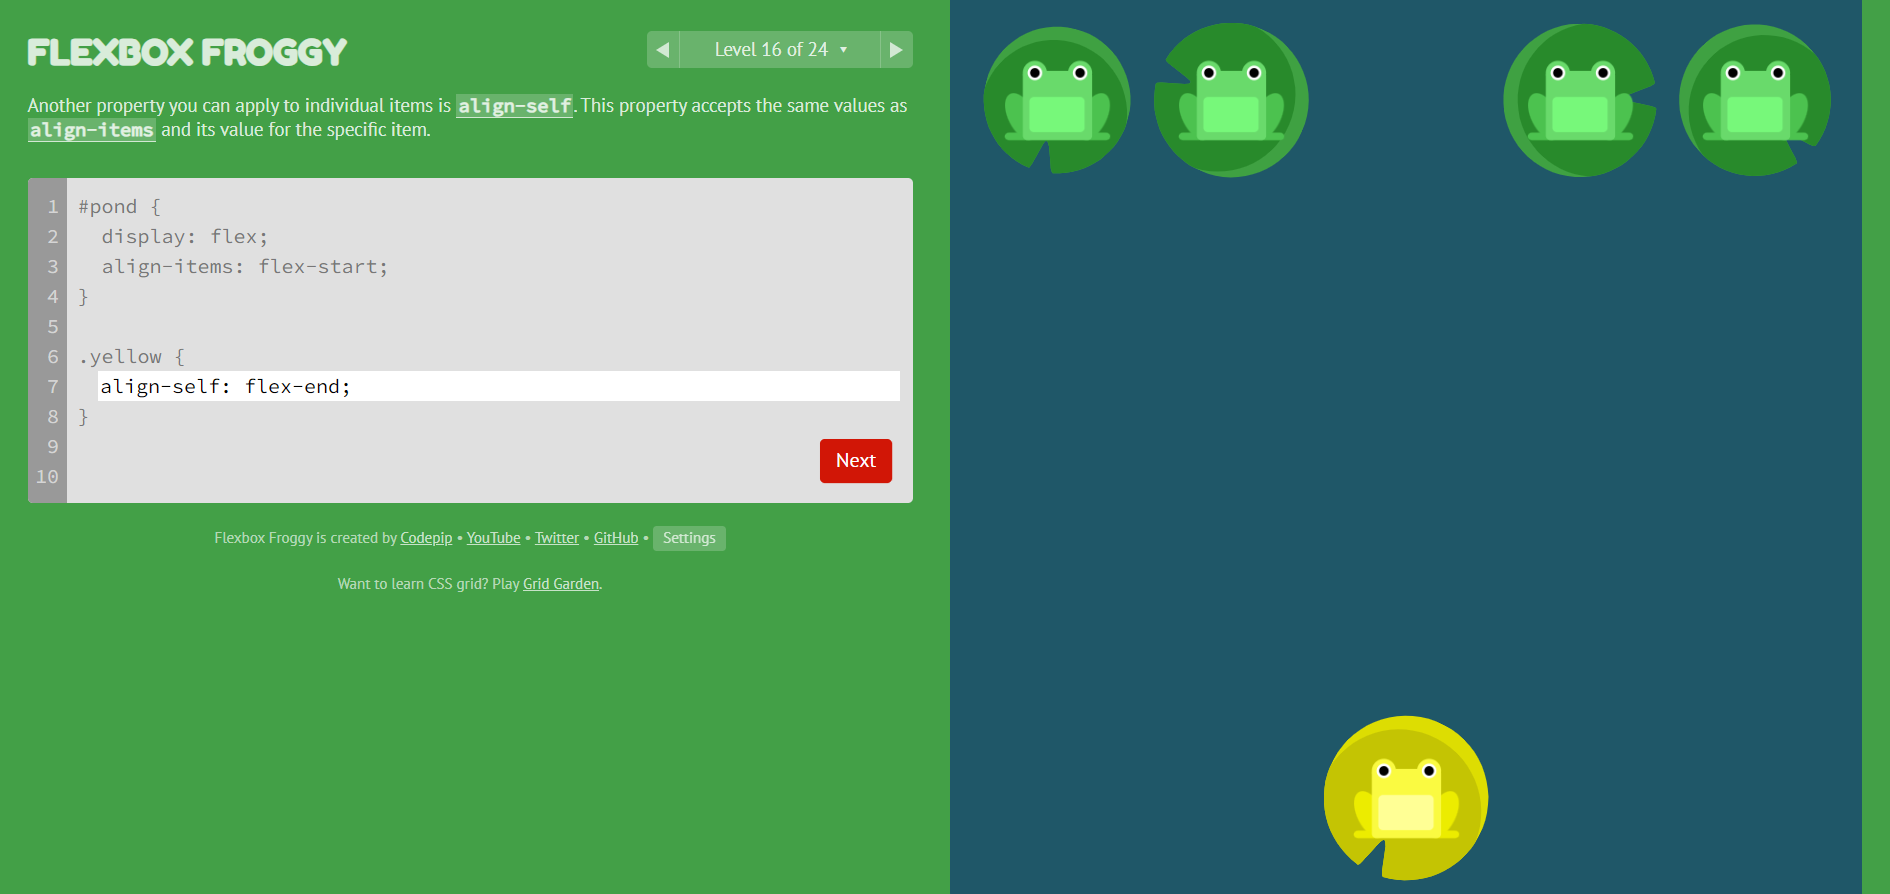 FLEXBOX FROGGY
◀ Level 16 of 24 ▼ ▶
Another property you can apply to individual items is align-self. This property accepts the same values as
align-items and its value for the specific item.
1 #pond {
2 display: flex;
3 align-items: flex-start;
4 }
5
6 .yellow {
7 align-self: flex-end;
8 }
9
10
Next
Flexbox Froggy is created by Codepip • YouTube • Twitter • GitHub • Settings
Want to learn CSS grid? Play Grid Garden.